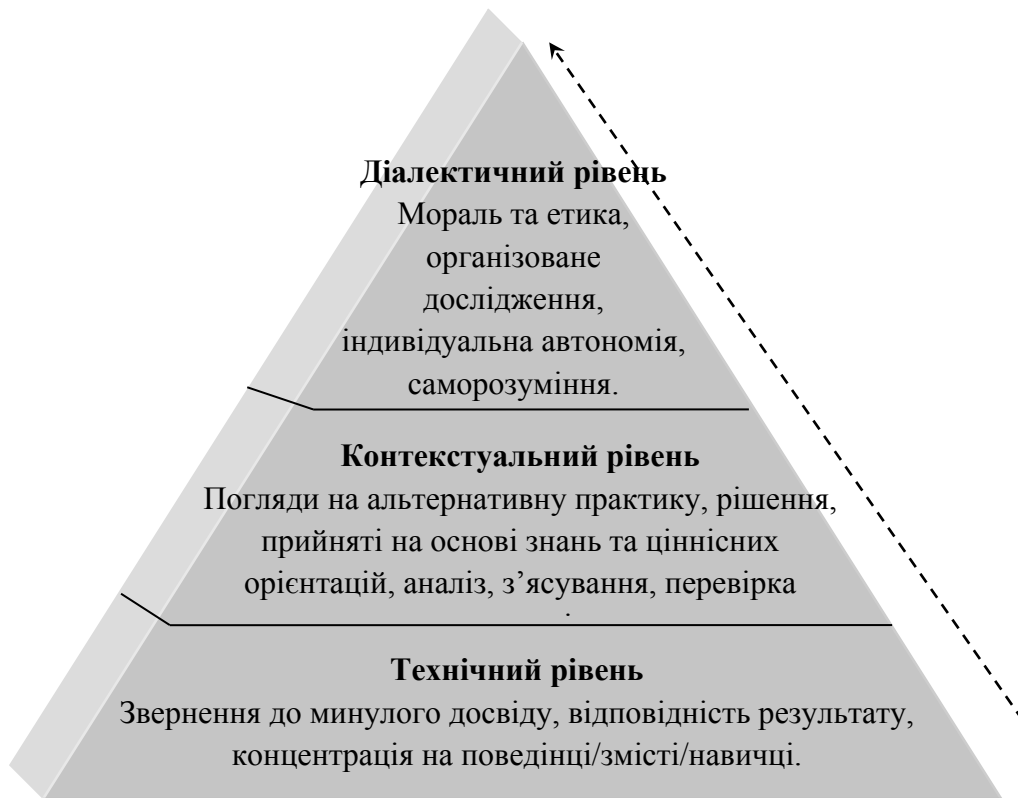 Діалектичний рівень
Мораль та етика,
організоване
дослідження,
індивідуальна автономія,
саморозуміння.
Контекстуальний рівень
Погляди на альтернативну практику, рішення,
прийняті на основі знань та ціннісних
орієнтацій, аналіз, з’ясування, перевірка
Технічний рівень
Звернення до минулого досвіду, відповідність результату,
концентрація на поведінці/змісті/навичці.